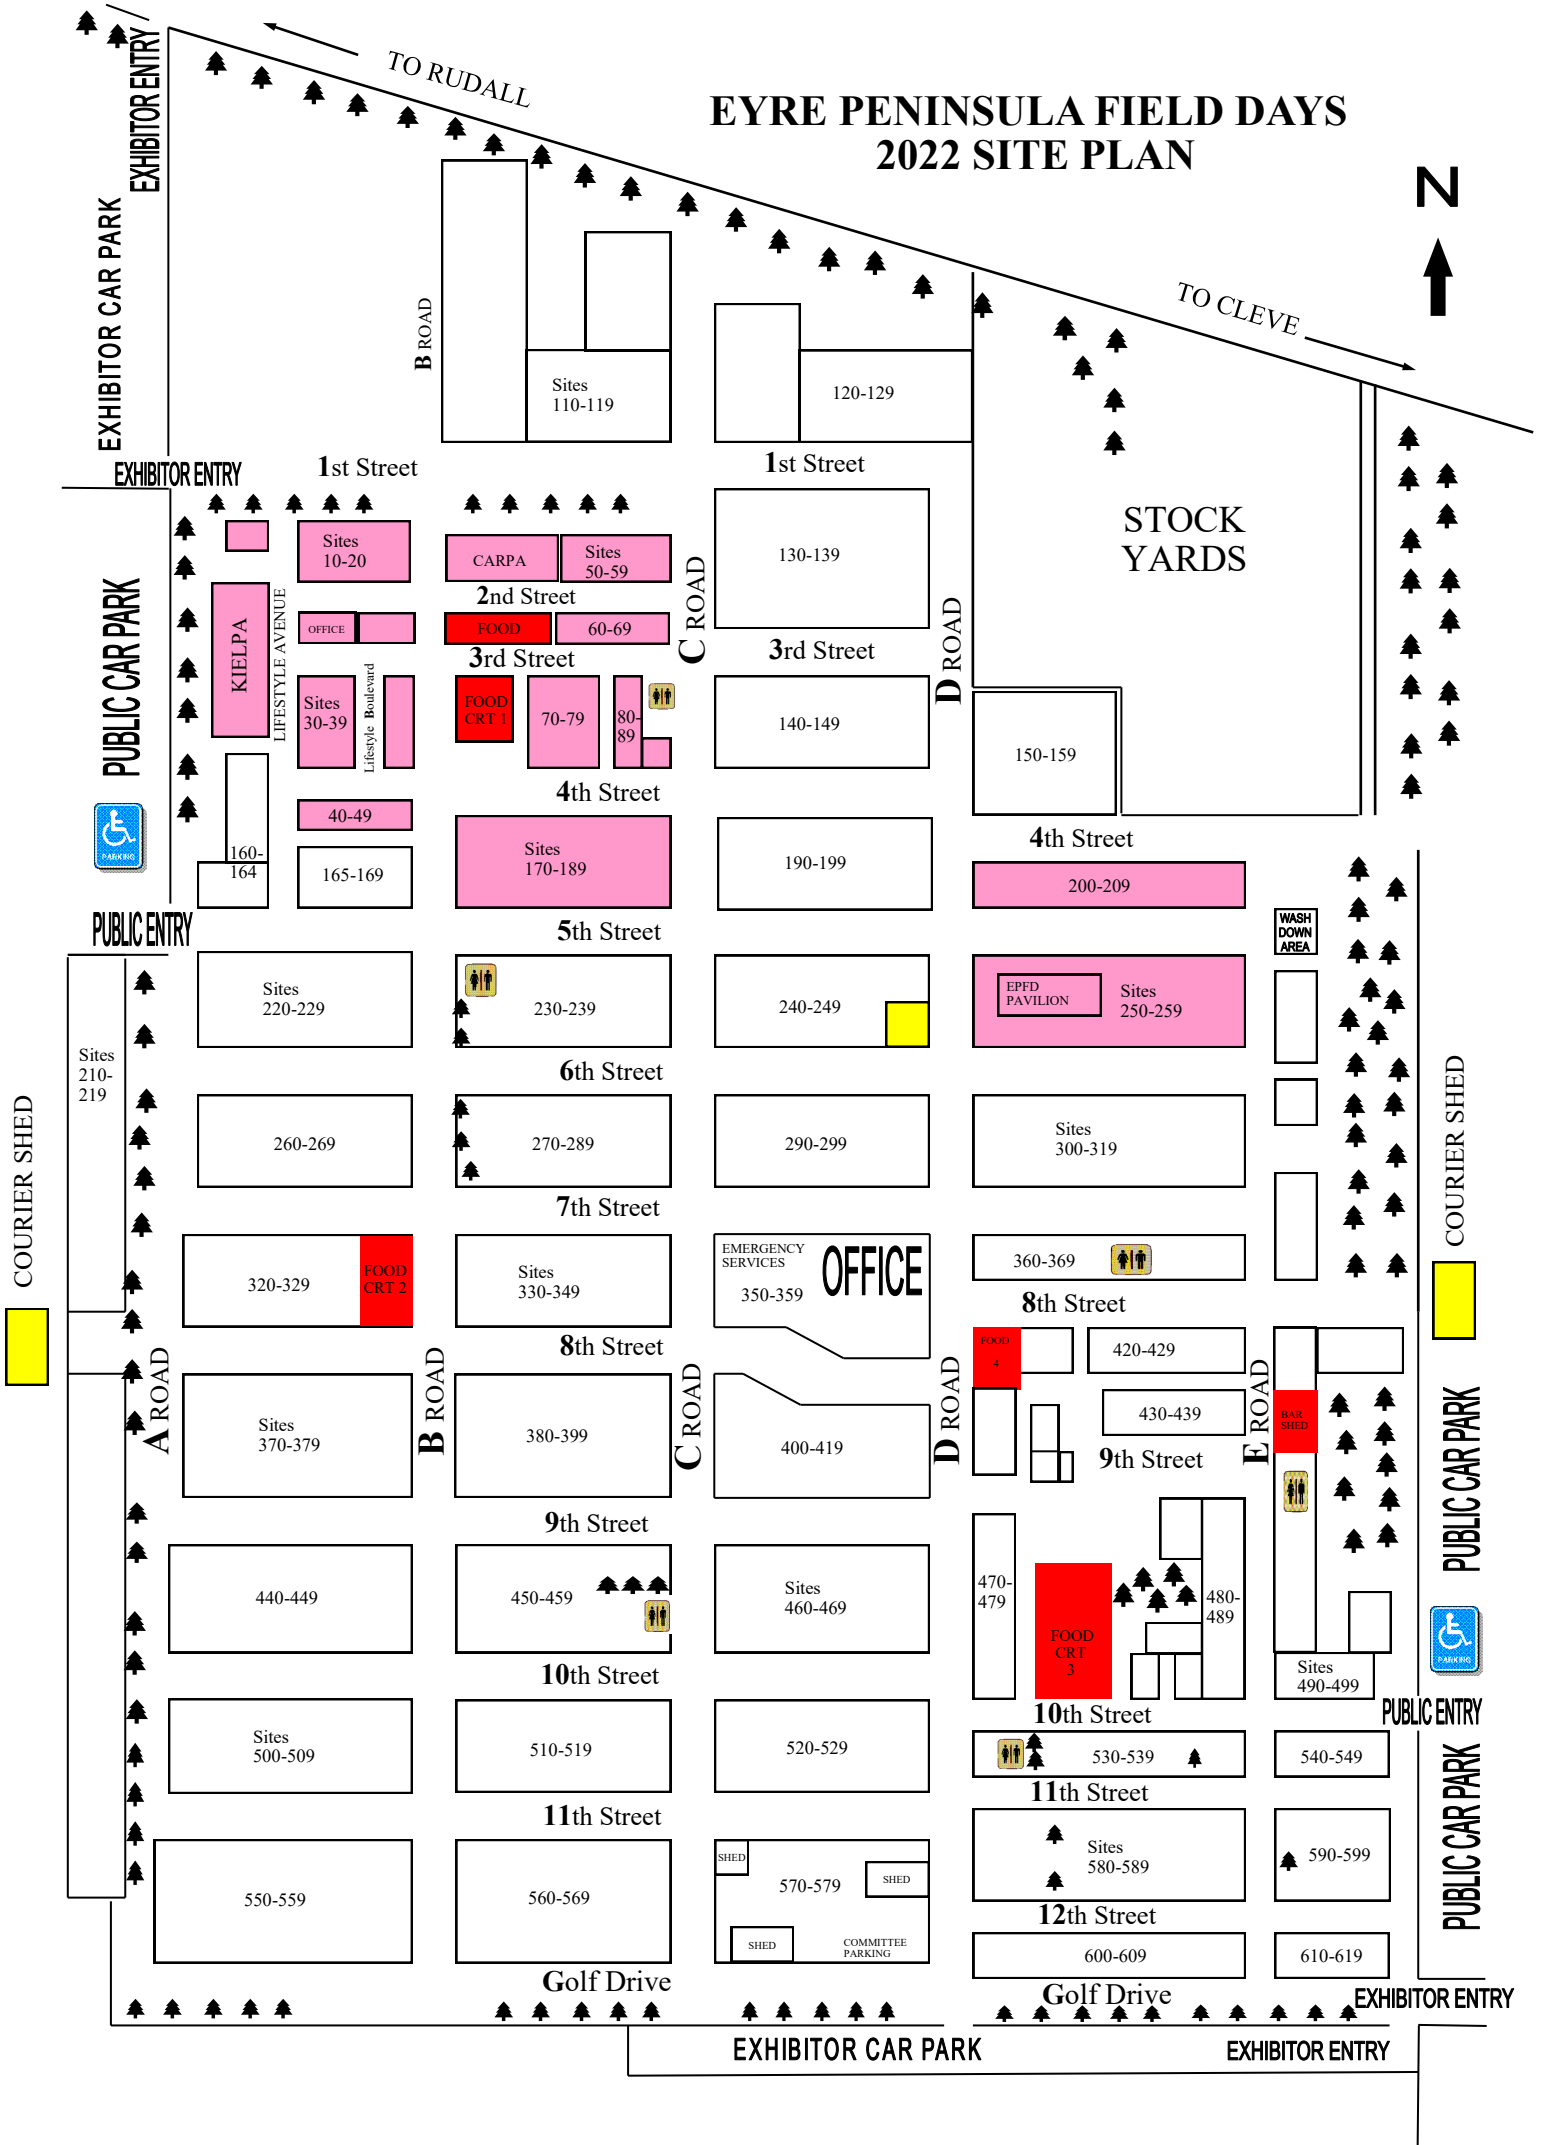 EXHIBITOR ENTRY
TO RUDALL
EYRE PENINSULA FIELD DAYS
2022 SITE PLAN
N
EXHIBITOR CAR PARK
B ROAD
TO CLEVE
Sites
110-119
120-129
EXHIBITOR ENTRY
1st Street
1st Street
STOCK
YARDS
Sites
10-20
CARPA
Sites
50-59
130-139
C ROAD
2nd Street
PUBLIC CAR PARK
KIELPA
LIFESTYLE AVENUE
OFFICE
FOOD
60-69
3rd Street
3rd Street
D ROAD
Sites
30-39
Lifestyle Boulevard
FOOD
CRT 1
70-79
80-
89
140-149
150-159
4th Street
40-49
4th Street
PARKING
160-
164
165-169
Sites
170-189
190-199
200-209
PUBLIC ENTRY
5th Street
WASH
DOWN
AREA
Sites
220-229
230-239
240-249
EPFD
PAVILION
Sites
250-259
Sites
210-
219
6th Street
COURIER SHED
COURIER SHED
260-269
270-289
290-299
Sites
300-319
7th Street
320-329
FOOD
CRT 2
Sites
330-349
EMERGENCY
SERVICES
350-359
OFFICE
360-369
8th Street
8th Street
FOOD
4
420-429
A ROAD
B ROAD
C ROAD
D ROAD
E ROAD
Sites
370-379
380-399
400-419
430-439
BAR
SHED
PUBLIC CAR PARK
9th Street
9th Street
440-449
450-459
Sites
460-469
470-
479
FOOD
CRT
3
480-
489
PARKING
Sites
490-499
10th Street
10th Street
PUBLIC ENTRY
Sites
500-509
510-519
520-529
530-539
540-549
11th Street
11th Street
PUBLIC CAR PARK
550-559
560-569
SHED
570-579
SHED
SHED
COMMITTEE
PARKING
Sites
580-589
590-599
12th Street
600-609
610-619
Golf Drive
Golf Drive
EXHIBITOR ENTRY
EXHIBITOR CAR PARK
EXHIBITOR ENTRY